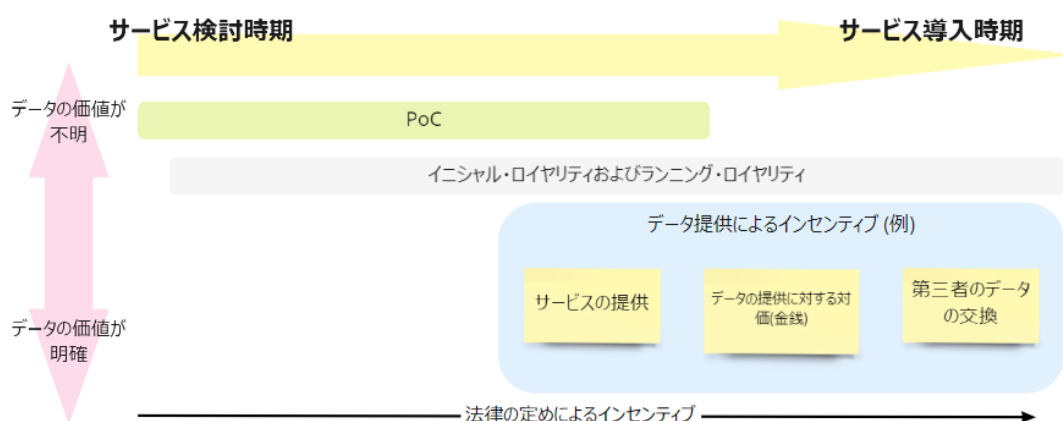 サービス検討時期
サービス導入時期
データの価値が
不明
PoC
イニシャル・ロイヤリティおよびランニング・ロイヤリティ
データ提供によるインセンティブ (例)
サービスの提供
データの提供に対する対
価(金銭)
第三者のデータ
の交換
データの価値が
明確
法律の定めによるインセンティブ